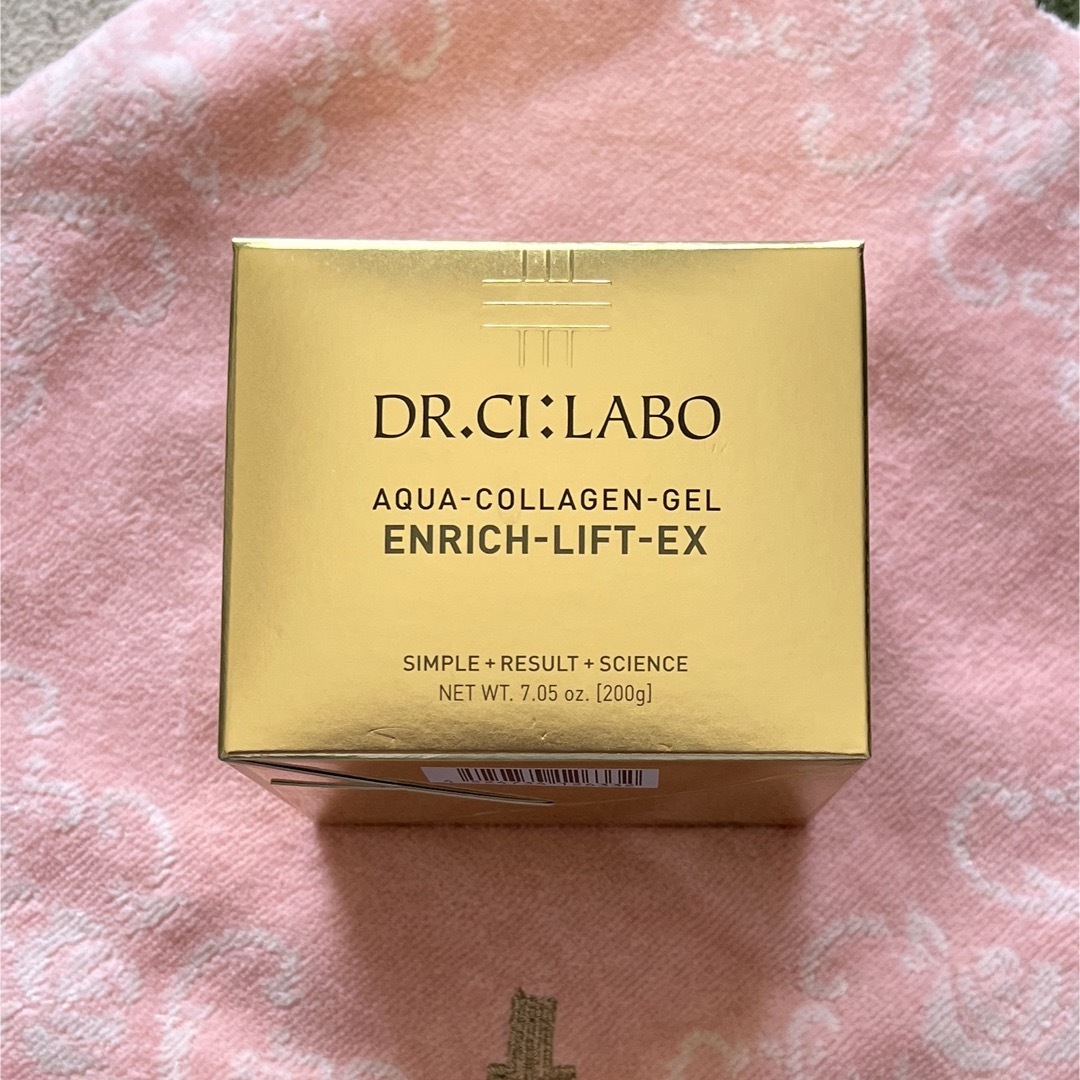 DR.CI:LABO
AQUA-COLLAGEN-GEL
ENRICH-LIFT-EX
SIMPLE+RESULT+SCIENCE
NET WT. 7.05 oz. [200g]